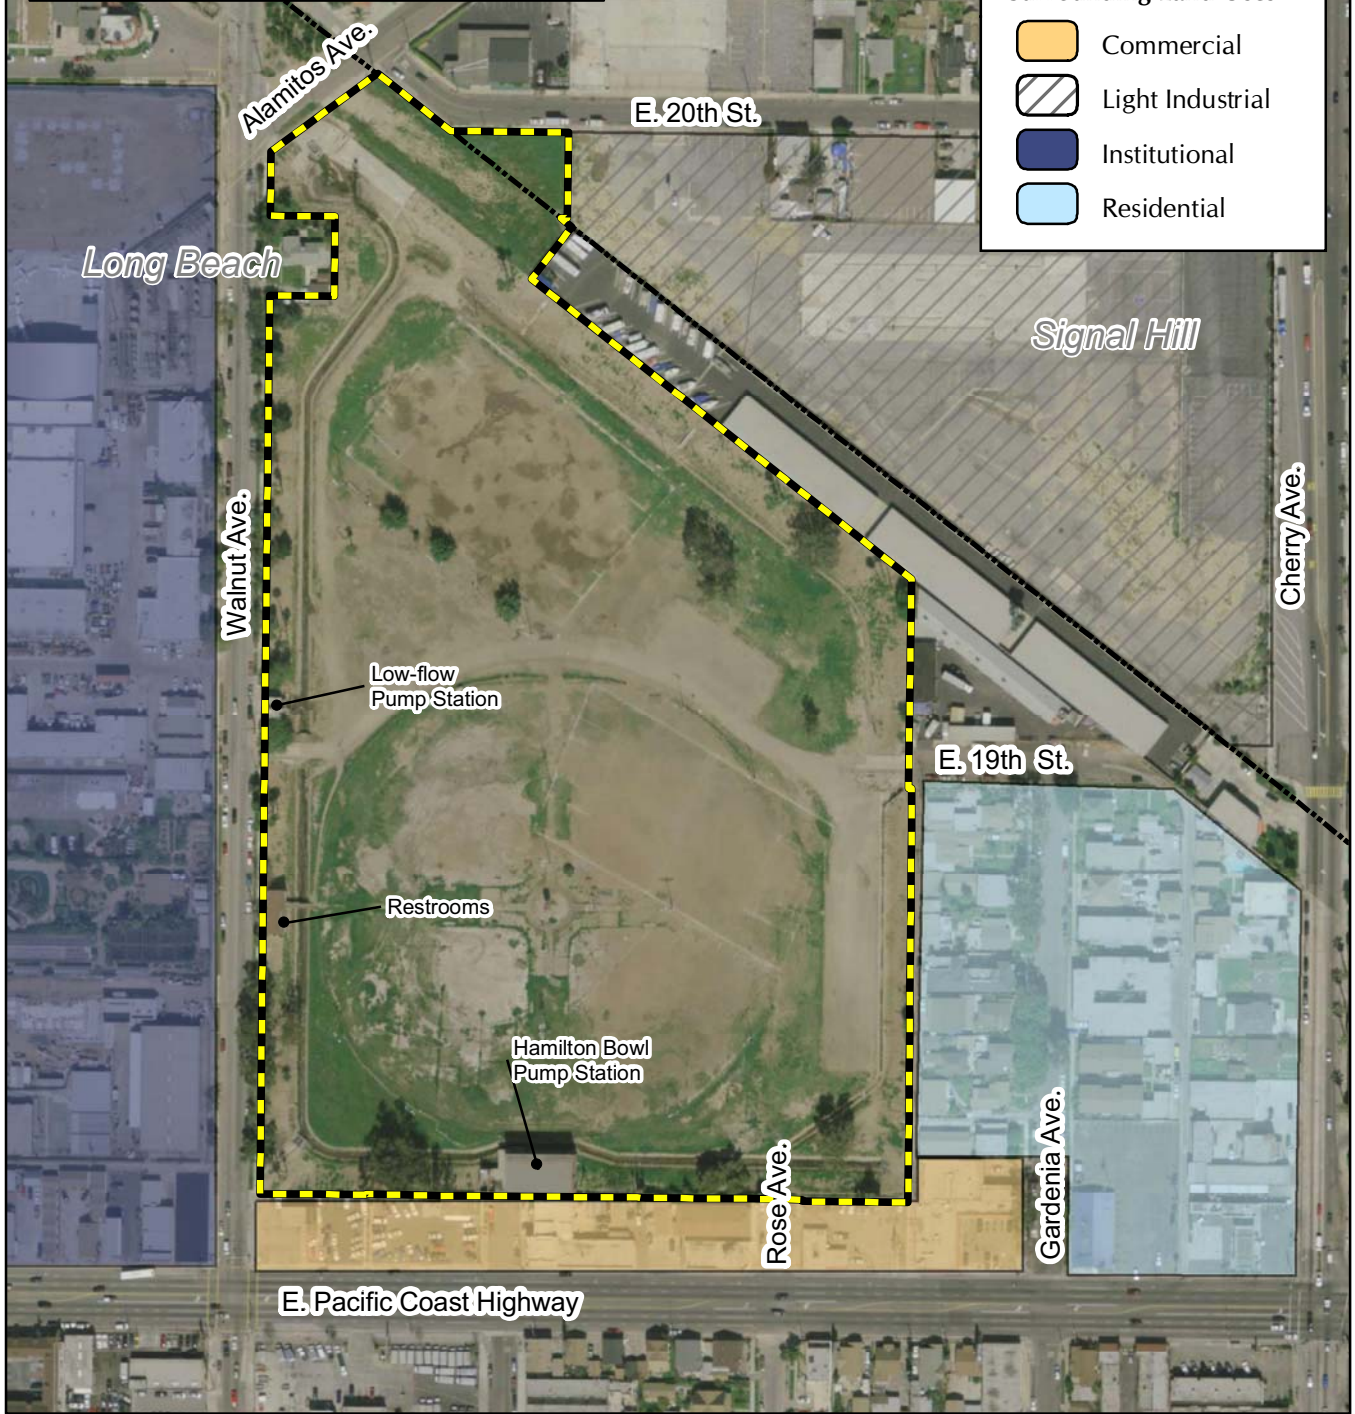 Commercial
Light Industrial
Institutional
Residential
Alamitos Ave.
E. 20th St.
Long Beach
Signal Hill
Walnut Ave.
Cherry Ave.
Low-flow
Pump Station
E. 19th St.
Restrooms
Hamilton Bowl
Pump Station
Rose Ave.
Gardenia Ave.
E. Pacific Coast Highway